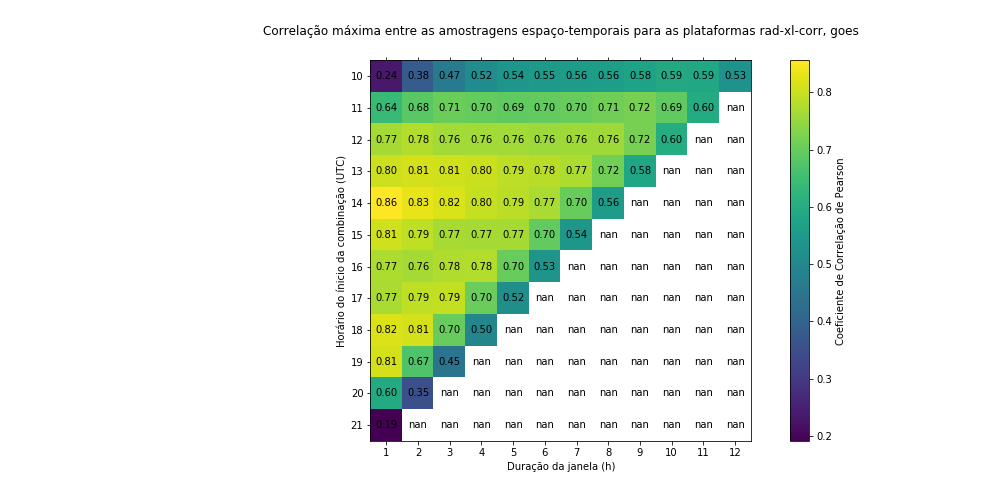 Correlação máxima entre as amostragens espaço-temporais para as plataformas rad-xl-corr, goes
10 0.24 0.38 0.47 0.52 0.54 0.55 0.56 0.56 0.58 0.59 0.59 0.53
11 0.64 0.68 0.71 0.70 0.69 0.70 0.70 0.71 0.72 0.69 0.60 nan
12 0.77 0.78 0.76 0.76 0.76 0.76 0.76 0.76 0.72 0.60 nan nan
13 0.80 0.81 0.81 0.80 0.79 0.78 0.77 0.72 0.58 nan nan nan
14 0.86 0.83 0.82 0.80 0.79 0.77 0.70 0.56 nan nan nan nan
15 0.81 0.79 0.77 0.77 0.77 0.70 0.54 nan nan nan nan nan
16 0.77 0.76 0.78 0.78 0.70 0.53 nan nan nan nan nan nan
17 0.77 0.79 0.79 0.70 0.52 nan nan nan nan nan nan nan
18 0.82 0.81 0.70 0.50 nan nan nan nan nan nan nan nan
19 0.81 0.67 0.45 nan nan nan nan nan nan nan nan nan
20 0.60 0.35 nan nan nan nan nan nan nan nan nan nan
21 0.19 nan nan nan nan nan nan nan nan nan nan nan
1 2 3 4 5 6 7 8 9 10 11 12
Duração da janela (h)
Horário do ínicio da combinação (UTC)
0.8
0.7
0.6
0.5
0.4
0.3
0.2
Coeficiente de Correlação de Pearson